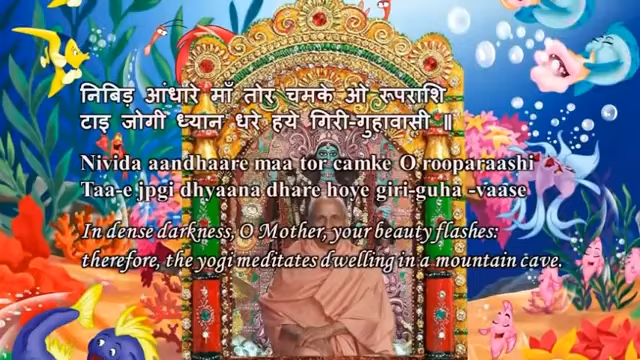 निबिड़ आंधारे माँ तोर चमके ओ रूपराशि
टाइ जोगी ध्यान धरे हये गिरी-गुहावासी ॥
Nivida aandhaare maa tor camke O rooparaashi
Taa-e jpgi dhyaana dhare hoye giri-guha -vaase
In dense darkness, O Mother, your beauty flashes:
therefore, the yogi meditates dwelling in a mountain cave.